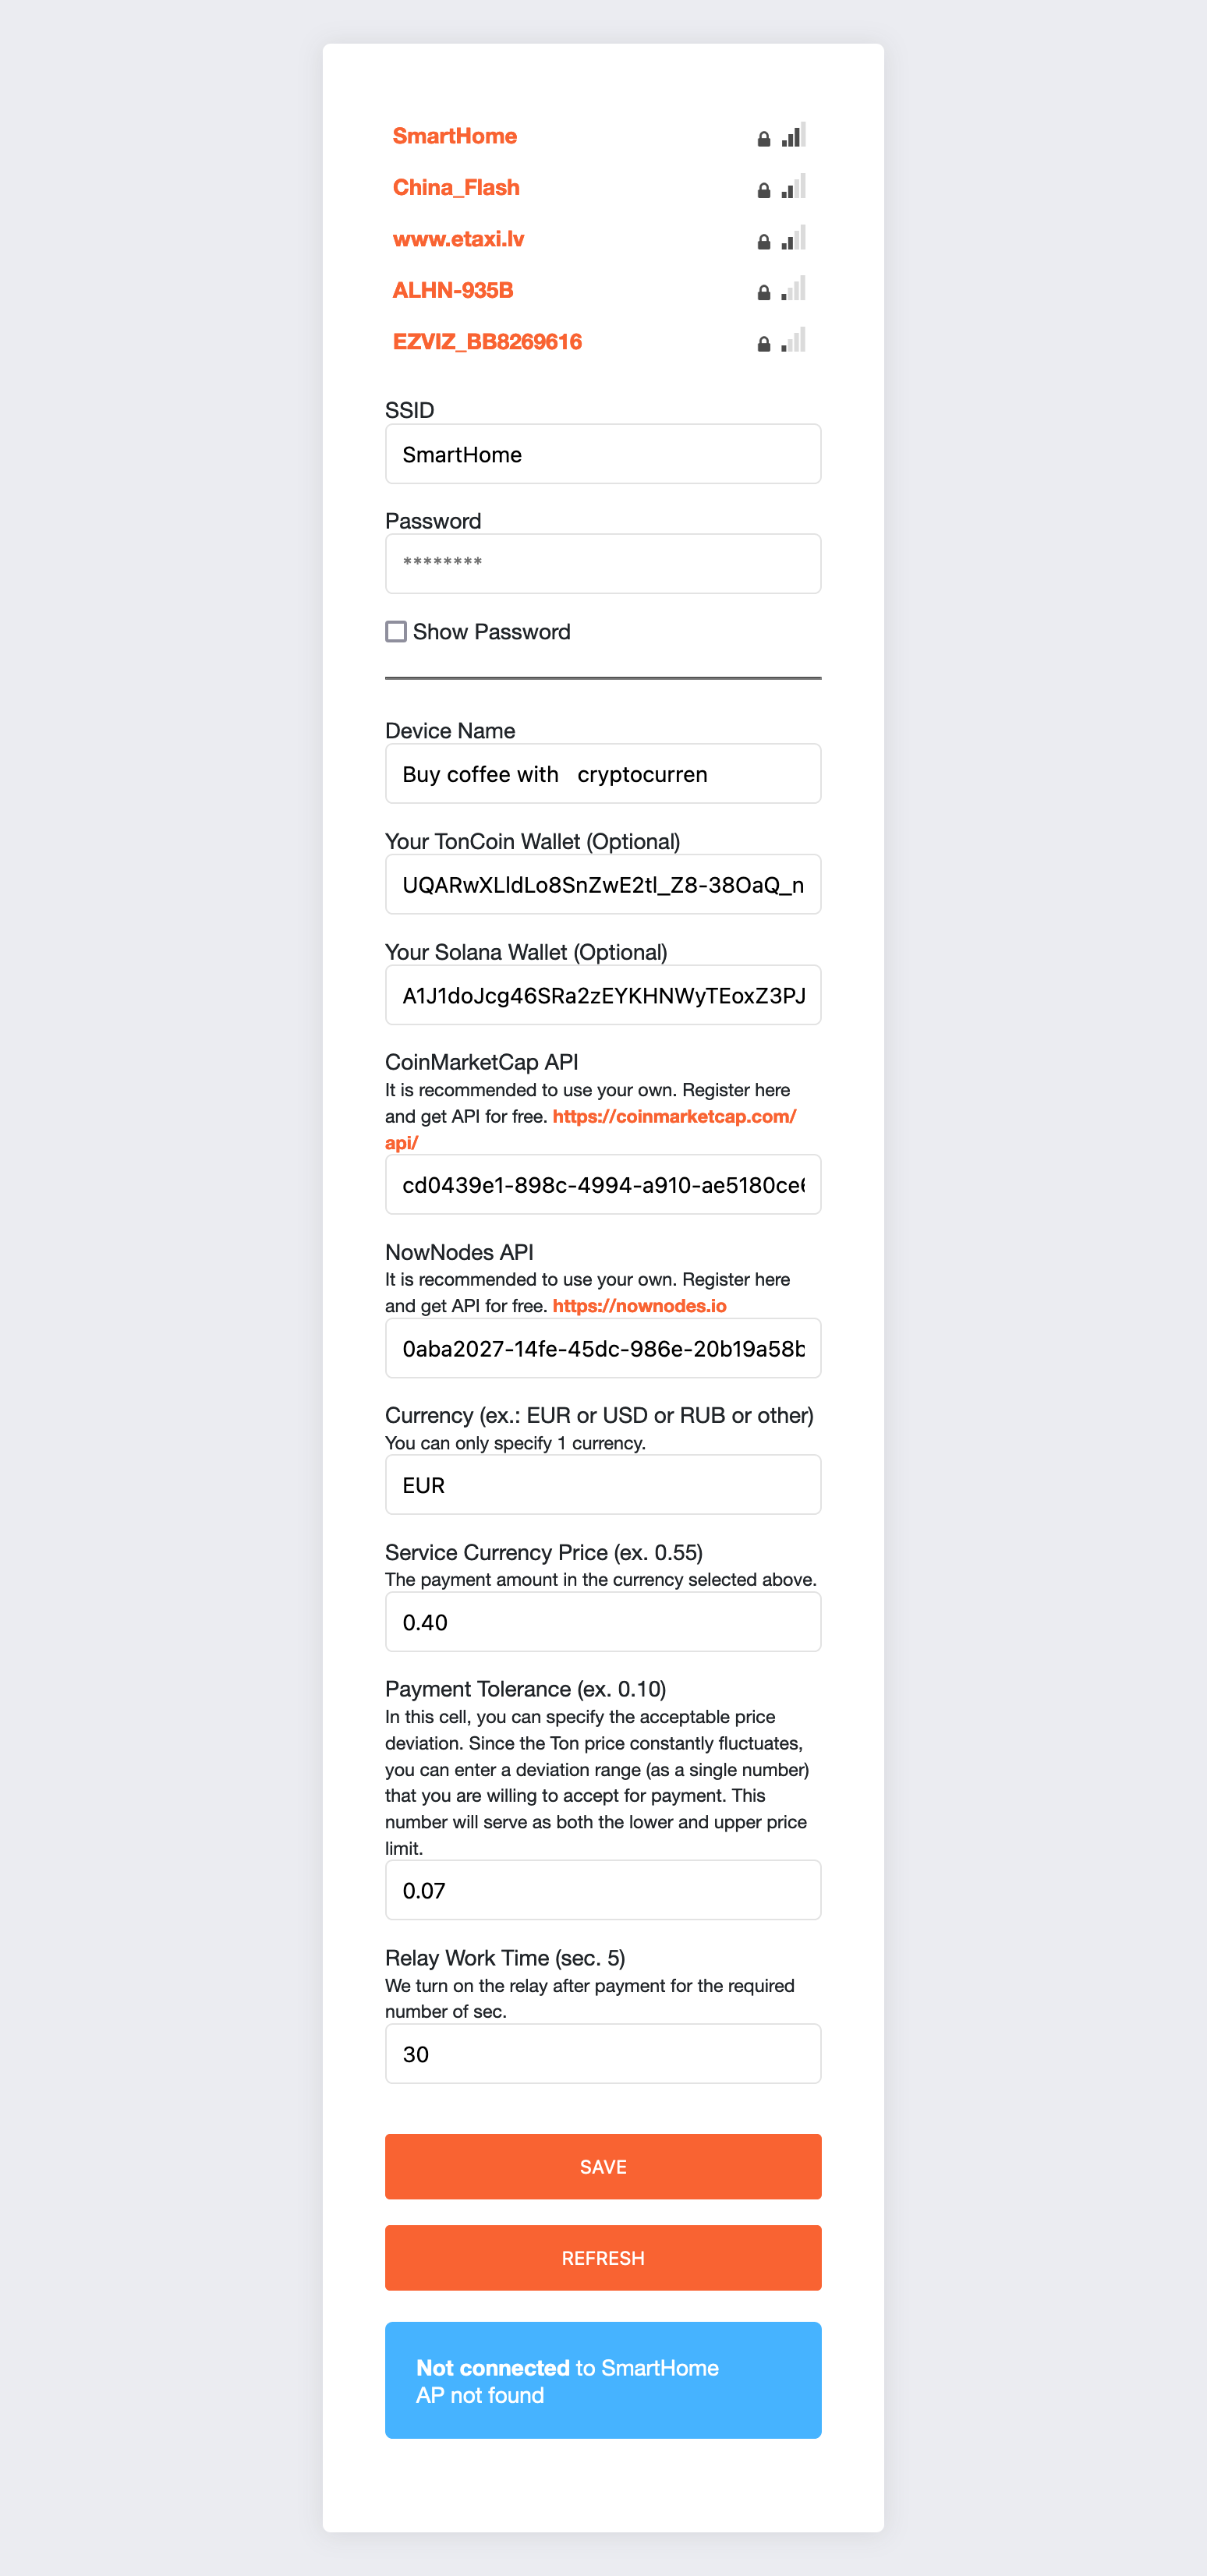 SmartHome
China_Flash
www.etaxi.lv
ALHN-935B
EZVIZ_BB8269616
SSID
SmartHome
Password
********
Show Password
Device Name
Buy coffee with   cryptocurren
Your TonCoin Wallet (Optional)
UQARwXLldLo8SnZwE2tl_Z8-38OaQ_n
Your Solana Wallet (Optional)
A1J1doJcg46SRa2zEYKHNWyTEoxZ3PJ
CoinMarketCap API
It is recommended to use your own. Register here
and get API for free. https://coinmarketcap.com/
api/
cd0439e1-898c-4994-a910-ae5180ce6
NowNodes API
It is recommended to use your own. Register here
and get API for free. https://nownodes.io
0aba2027-14fe-45dc-986e-20b19a58b
Currency (ex.: EUR or USD or RUB or other)
You can only specify 1 currency.
EUR
Service Currency Price (ex. 0.55)
The payment amount in the currency selected above.
0.40
Payment Tolerance (ex. 0.10)
In this cell, you can specify the acceptable price
deviation. Since the Ton price constantly fluctuates,
you can enter a deviation range (as a single number)
that you are willing to accept for payment. This
number will serve as both the lower and upper price
limit.
0.07
Relay Work Time (sec. 5)
We turn on the relay after payment for the required
number of sec.
30
SAVE
REFRESH
Not connected to SmartHome
AP not found